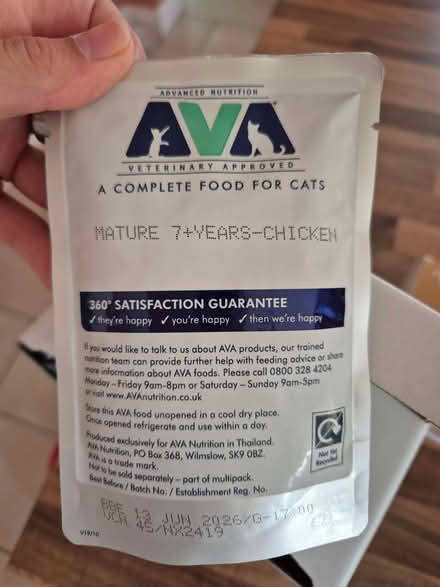 ADVANCED NUTRITION
AVA
VETERINARY APPROVED
A COMPLETE FOOD FOR CATS
MATURE 7+YEARS-CHICKEN
360° SATISFACTION GUARANTEE
✓ they're happy ✓ you're happy ✓ then we're happy
If you would like to talk to us about AVA products, our trained
nutrition team can provide further help with feeding advice or share
more information about AVA foods. Please call 0800 328 4204
Monday – Friday 9am-8pm or Saturday – Sunday 9am-5pm
or visit www.AVAnutrition.co.uk
Store this AVA food unopened in a cool dry place.
Once opened refrigerate and use within a day.
Produced exclusively for AVA Nutrition in Thailand.
AVA Nutrition, PO Box 368, Wilmslow, SK9 0BZ.
AVA is a trade mark.
Not to be sold separately – part of multipack.
Best Before / Batch No. / Establishment Reg. No.
Not Yet
Recycled
BBE 13 JUN 2026/G-17:00
VCN 4S/NX2419
V19/10